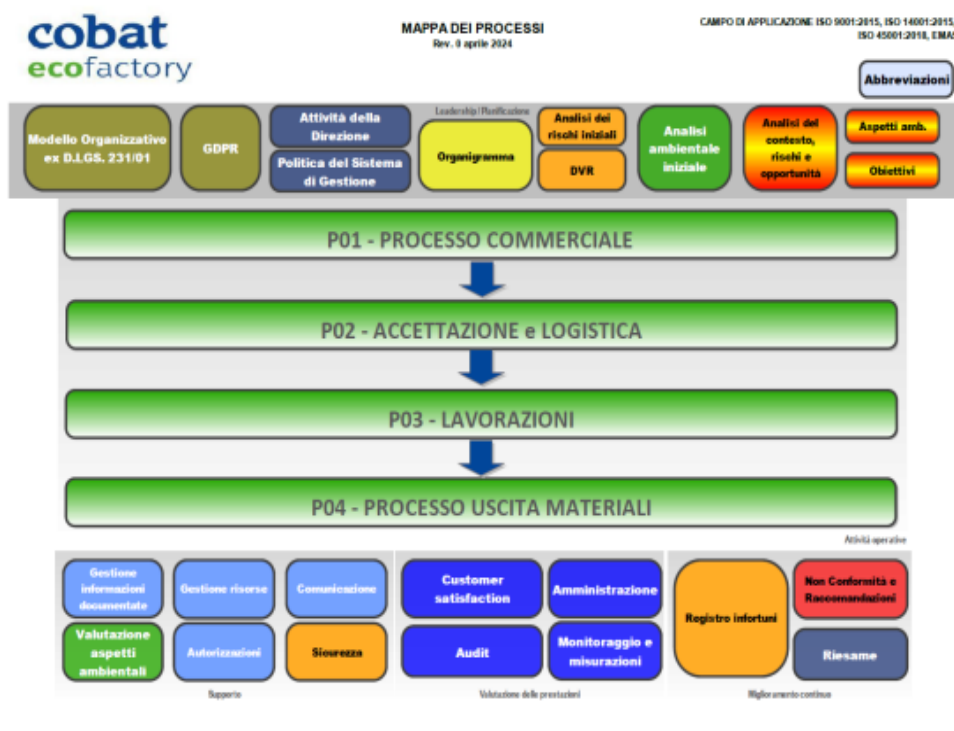 cobat
ecofactory
MAPPA DEI PROCESSI
Rev. 0 aprile 2024
CAMPO DI APPLICAZIONE ISO 9001:2015, ISO 14001:2015,
ISO 45001:2018, EMAS
Abbreviazioni
Leadership / Pianificazione
Modello Organizzativo
ex D.LGS. 231/01
GDPR
Attività della
Direzione
Politica del Sistema
di Gestione
Organigramma
Analisi dei
rischi iniziali
DVR
Analisi
ambientale
iniziale
Analisi del
contesto,
rischi e
opportunità
Aspetti amb.
Obiettivi
P01 - PROCESSO COMMERCIALE
P02 - ACCETTAZIONE e LOGISTICA
P03 - LAVORAZIONI
P04 - PROCESSO USCITA MATERIALI
Attività operative
Gestione
informazioni
documentate
Gestione risorse
Comunicazione
Valutazione
aspetti
ambientali
Autorizzazioni
Sicurezza
Supporto
Customer
satisfaction
Amministrazione
Audit
Monitoraggio e
misurazioni
Valutazione delle prestazioni
Registro infortuni
Non Conformità e
Raccomandazioni
Riesame
Miglioramento continuo